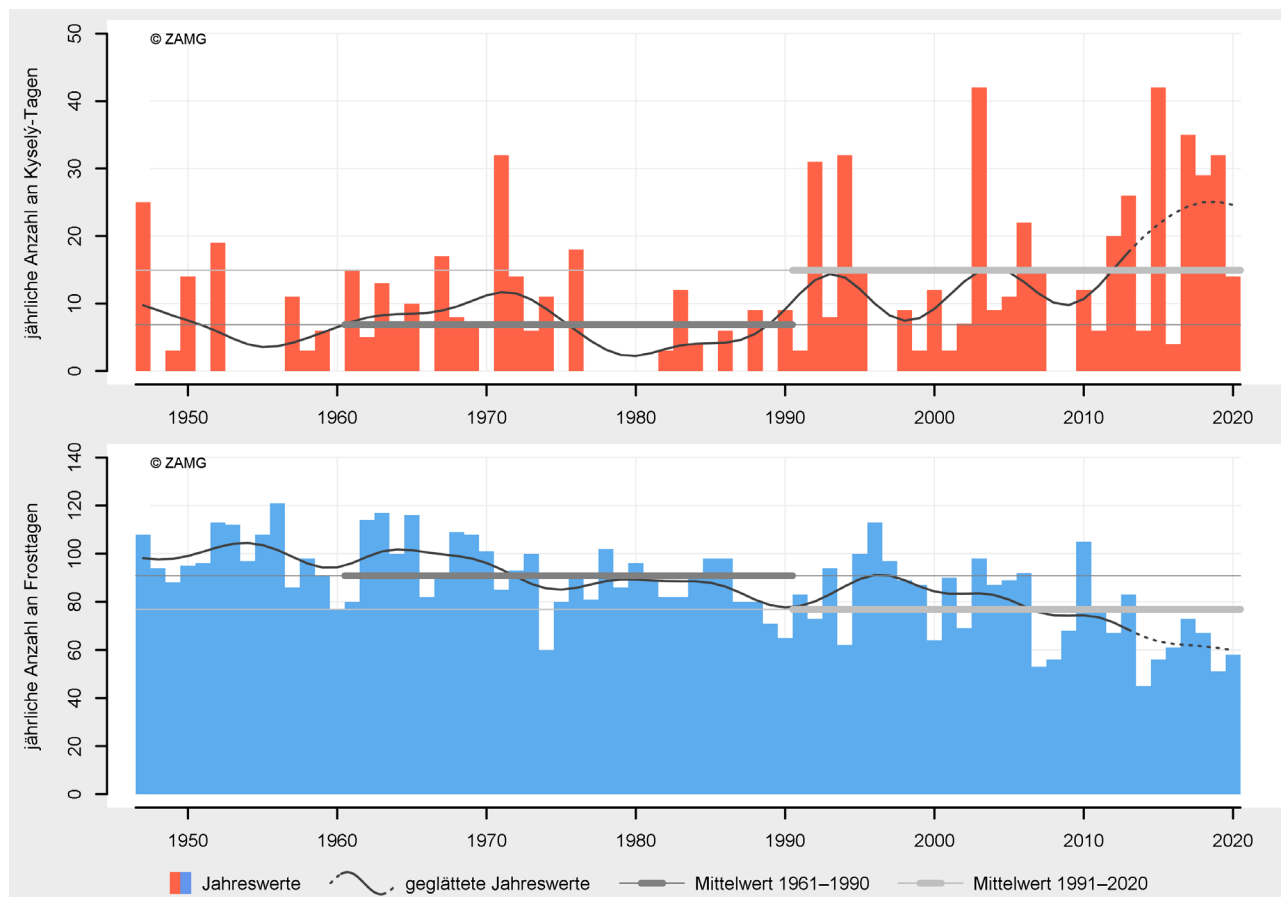 © ZAMG
jährliche Anzahl an Kyselý-Tagen
50
40
30
20
10
0
1950 1960 1970 1980 1990 2000 2010 2020
© ZAMG
jährliche Anzahl an Frosttagen
140
120
100
80
60
40
20
0
1950 1960 1970 1980 1990 2000 2010 2020
Jahreswerte geglättete Jahreswerte Mittelwert 1961–1990 Mittelwert 1991–2020